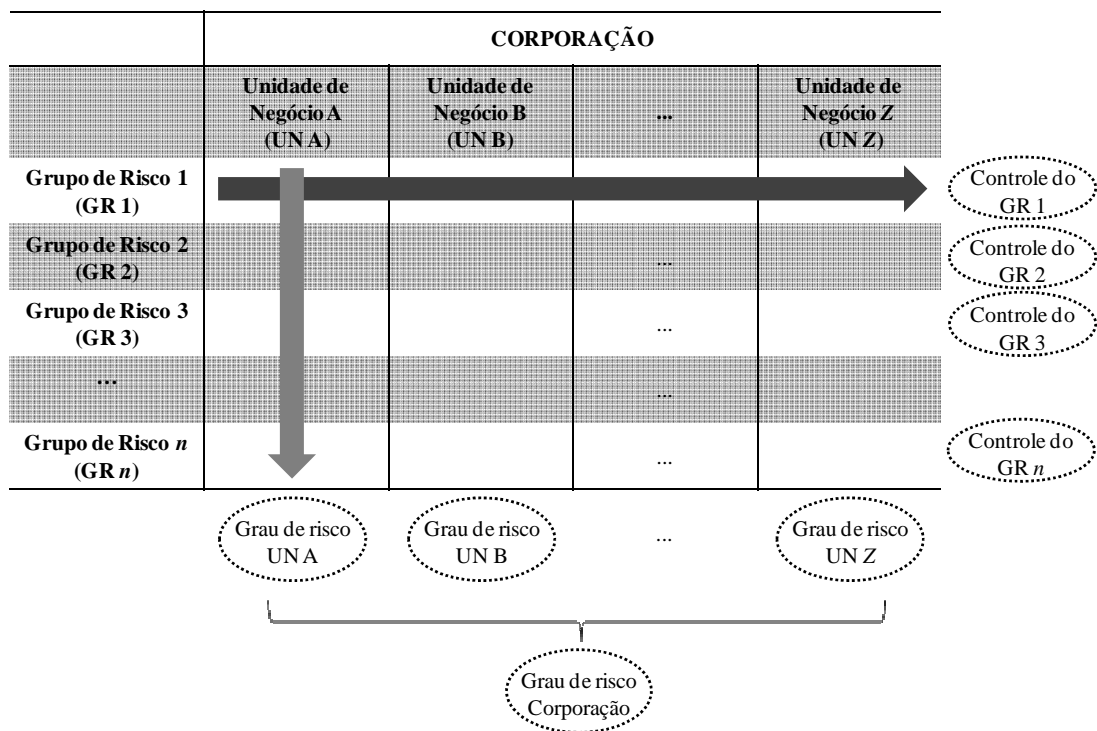 CORPORAÇÃO
Unidade de
Negócio A
(UN A)
Unidade de
Negócio B
(UN B)
...
Unidade de
Negócio Z
(UN Z)
Grupo de Risco 1
(GR 1)
Controle do
GR 1
Grupo de Risco 2
(GR 2)
...
Controle do
GR 2
Grupo de Risco 3
(GR 3)
...
Controle do
GR 3
...
...
Grupo de Risco n
(GR n)
...
Controle do
GR n
Grau de risco
UN A
Grau de risco
UN B
...
Grau de risco
UN Z
Grau de risco
Corporação